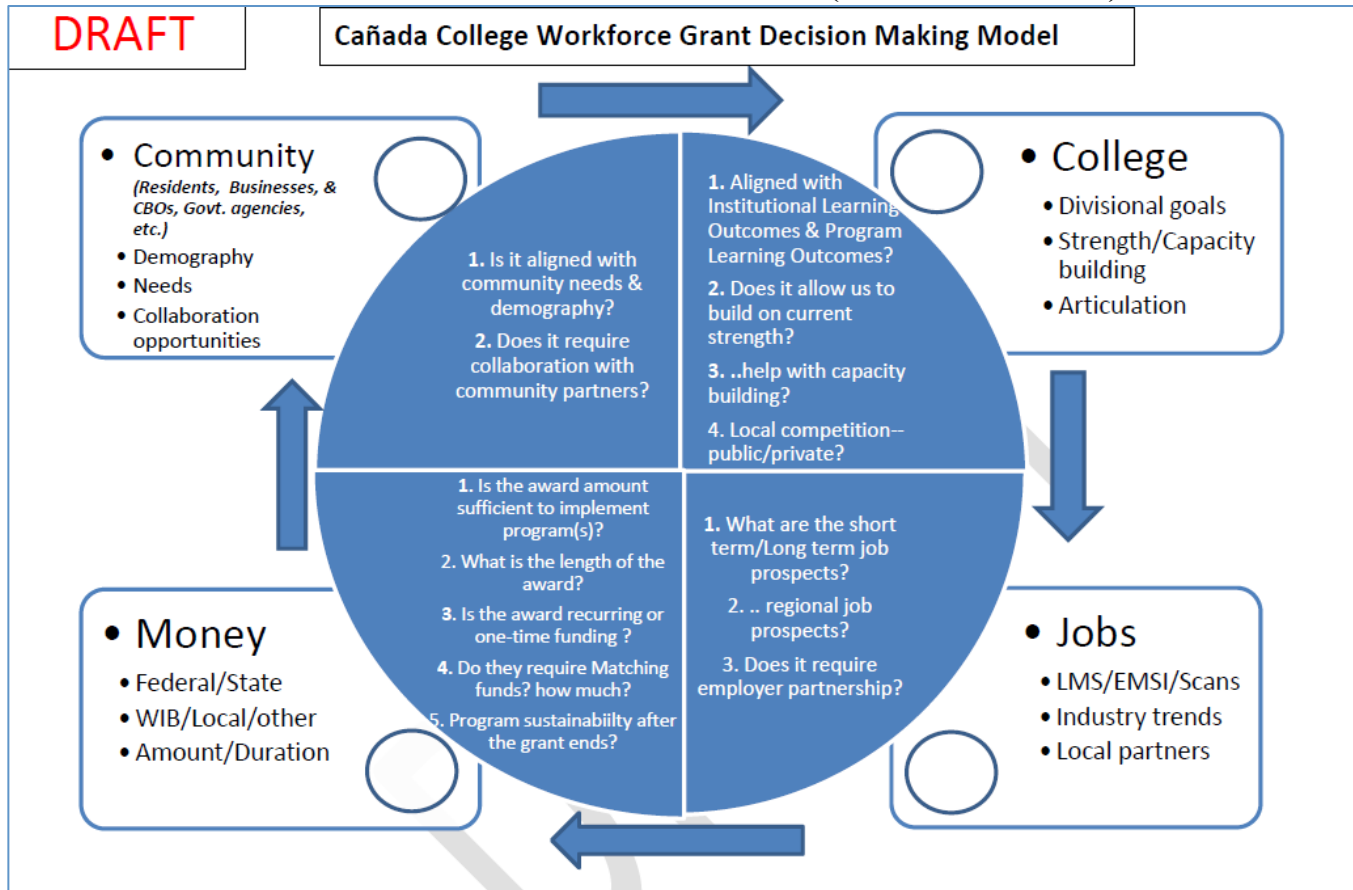 DRAFT
Cañada College Workforce Grant Decision Making Model
• Community
(Residents, Businesses, &
CBOs, Govt. agencies,
etc.)
• Demography
• Needs
• Collaboration
opportunities
1. Is it aligned with
community needs &
demography?
2. Does it require
collaboration with
community partners?
1. Aligned with
Institutional Learning
Outcomes & Program
Learning Outcomes?
2. Does it allow us to
build on current
strength?
3. ..help with capacity
building?
4. Local competition--
public/private?
• College
• Divisional goals
• Strength/Capacity
building
• Articulation
• Money
• Federal/State
• WIB/Local/other
• Amount/Duration
1. Is the award amount
sufficient to implement
program(s)?
2. What is the length of the
award?
3. Is the award recurring or
one-time funding ?
4. Do they require Matching
funds? how much?
5. Program sustainabiilty after
the grant ends?
1. What are the short
term/Long term job
prospects?
2. .. regional job
prospects?
3. Does it require
employer partnership?
• Jobs
• LMS/EMSI/Scans
• Industry trends
• Local partners